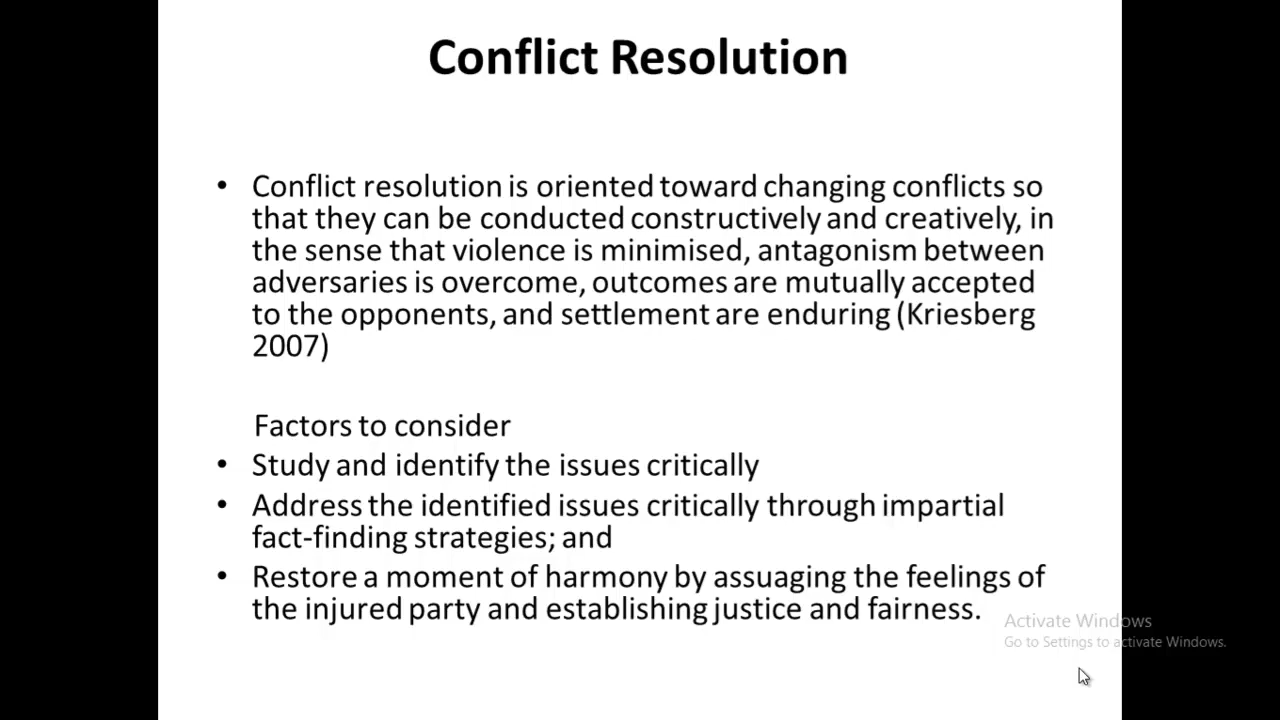 Conflict Resolution
• Conflict resolution is oriented toward changing conflicts so
that they can be conducted constructively and creatively, in
the sense that violence is minimised, antagonism between
adversaries is overcome, outcomes are mutually accepted
to the opponents, and settlement are enduring (Kriesberg
2007)
Factors to consider
• Study and identify the issues critically
• Address the identified issues critically through impartial
fact-finding strategies; and
• Restore a moment of harmony by assuaging the feelings of
the injured party and establishing justice and fairness.
Activate Windows
Go to Settings to activate Windows.